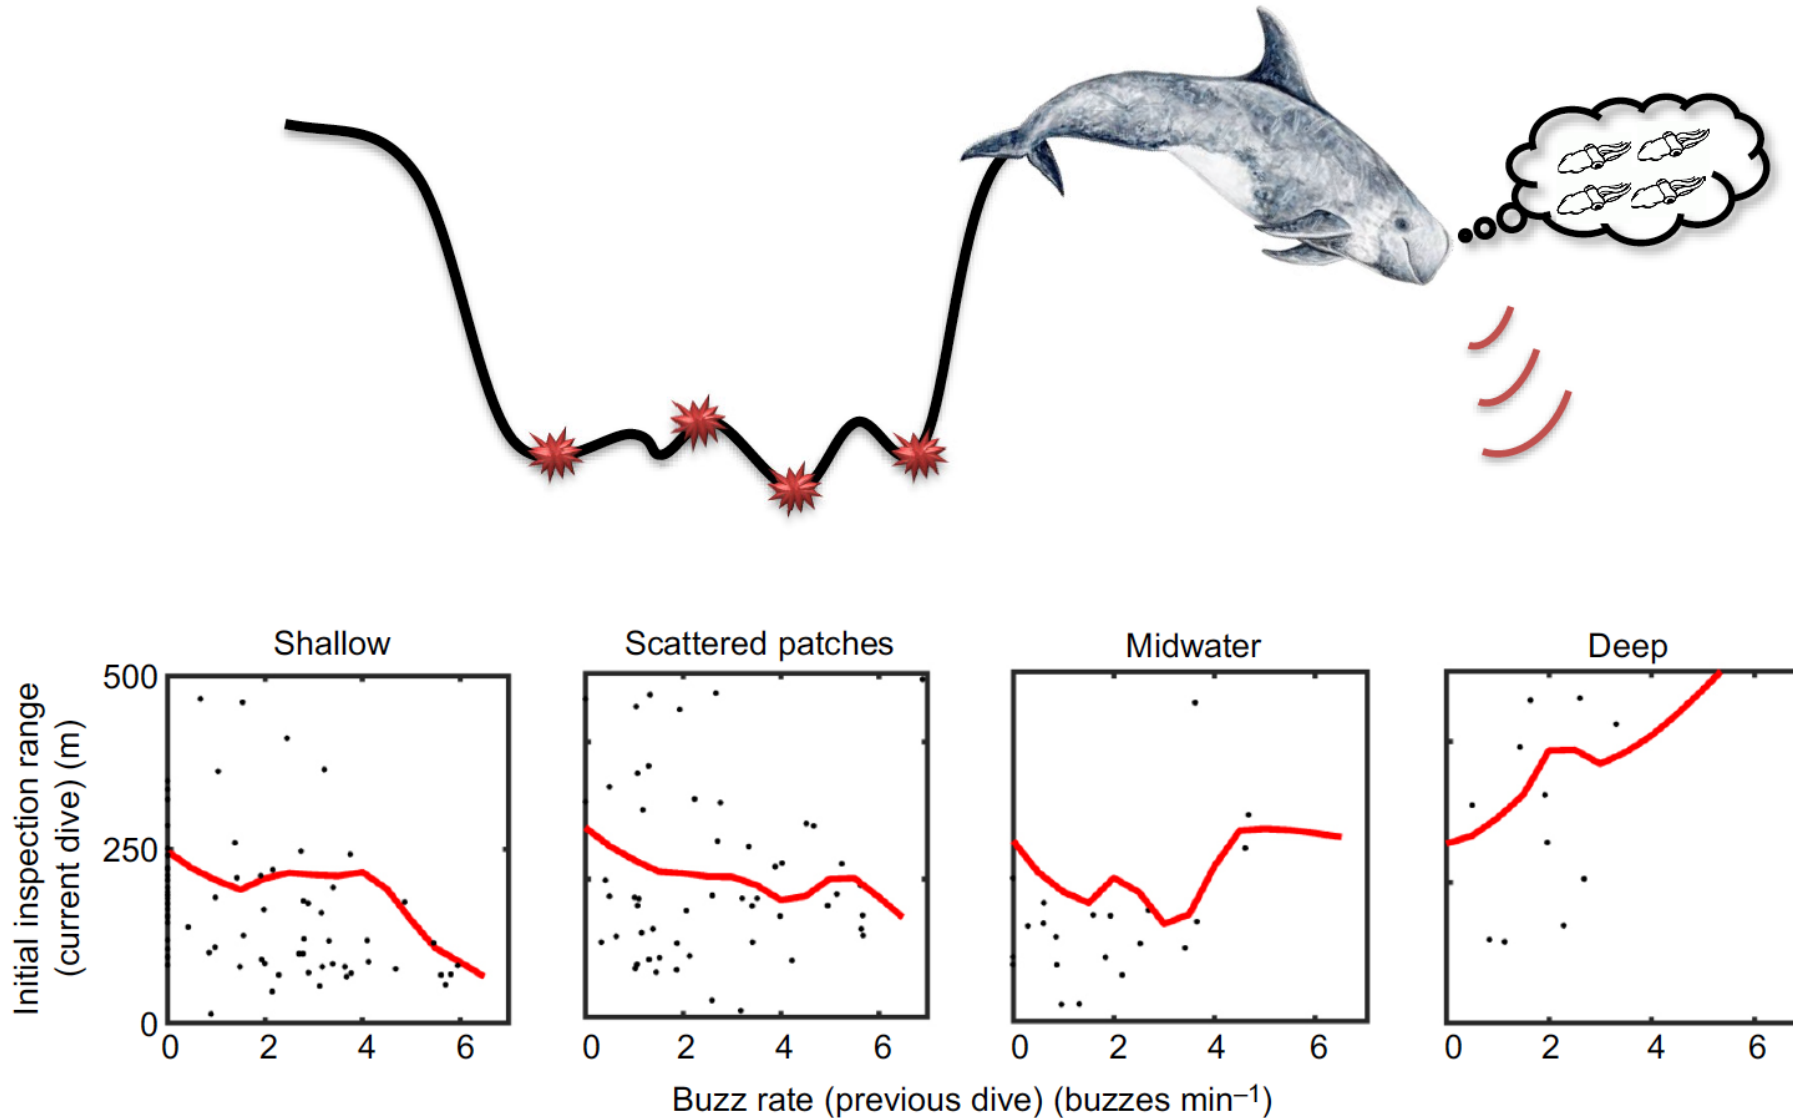 Shallow
Scattered patches
Midwater
Deep
Initial inspection range
(current dive) (m)
500
250
0
0 2 4 6
0 2 4 6
0 2 4 6
0 2 4 6
Buzz rate (previous dive) (buzzes min–1)